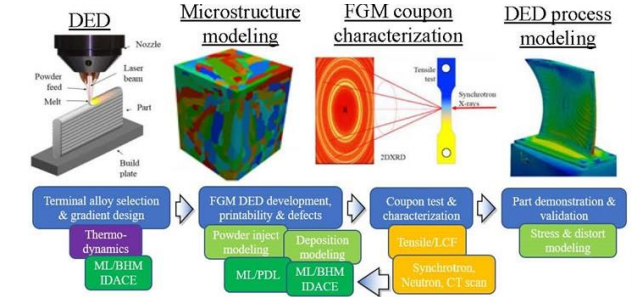 DED
Microstructure
modeling
FGM coupon
characterization
DED process
modeling
Nozzle
Laser
beam
Powder
feed
Melt
Part
Build
plate
Tensile
test
Synchrotron
X-rays
2DXRD
Terminal alloy selection
& gradient design
FGM DED development,
printability & defects
Coupon test &
characterization
Part demonstration &
validation
Thermo-
dynamics
ML/BHM
IDACE
Powder inject
modeling
Deposition
modeling
ML/PDL
ML/BHM
IDACE
Tensile/LCF
Synchrotron,
Neutron, CT scan
Stress & distort
modeling